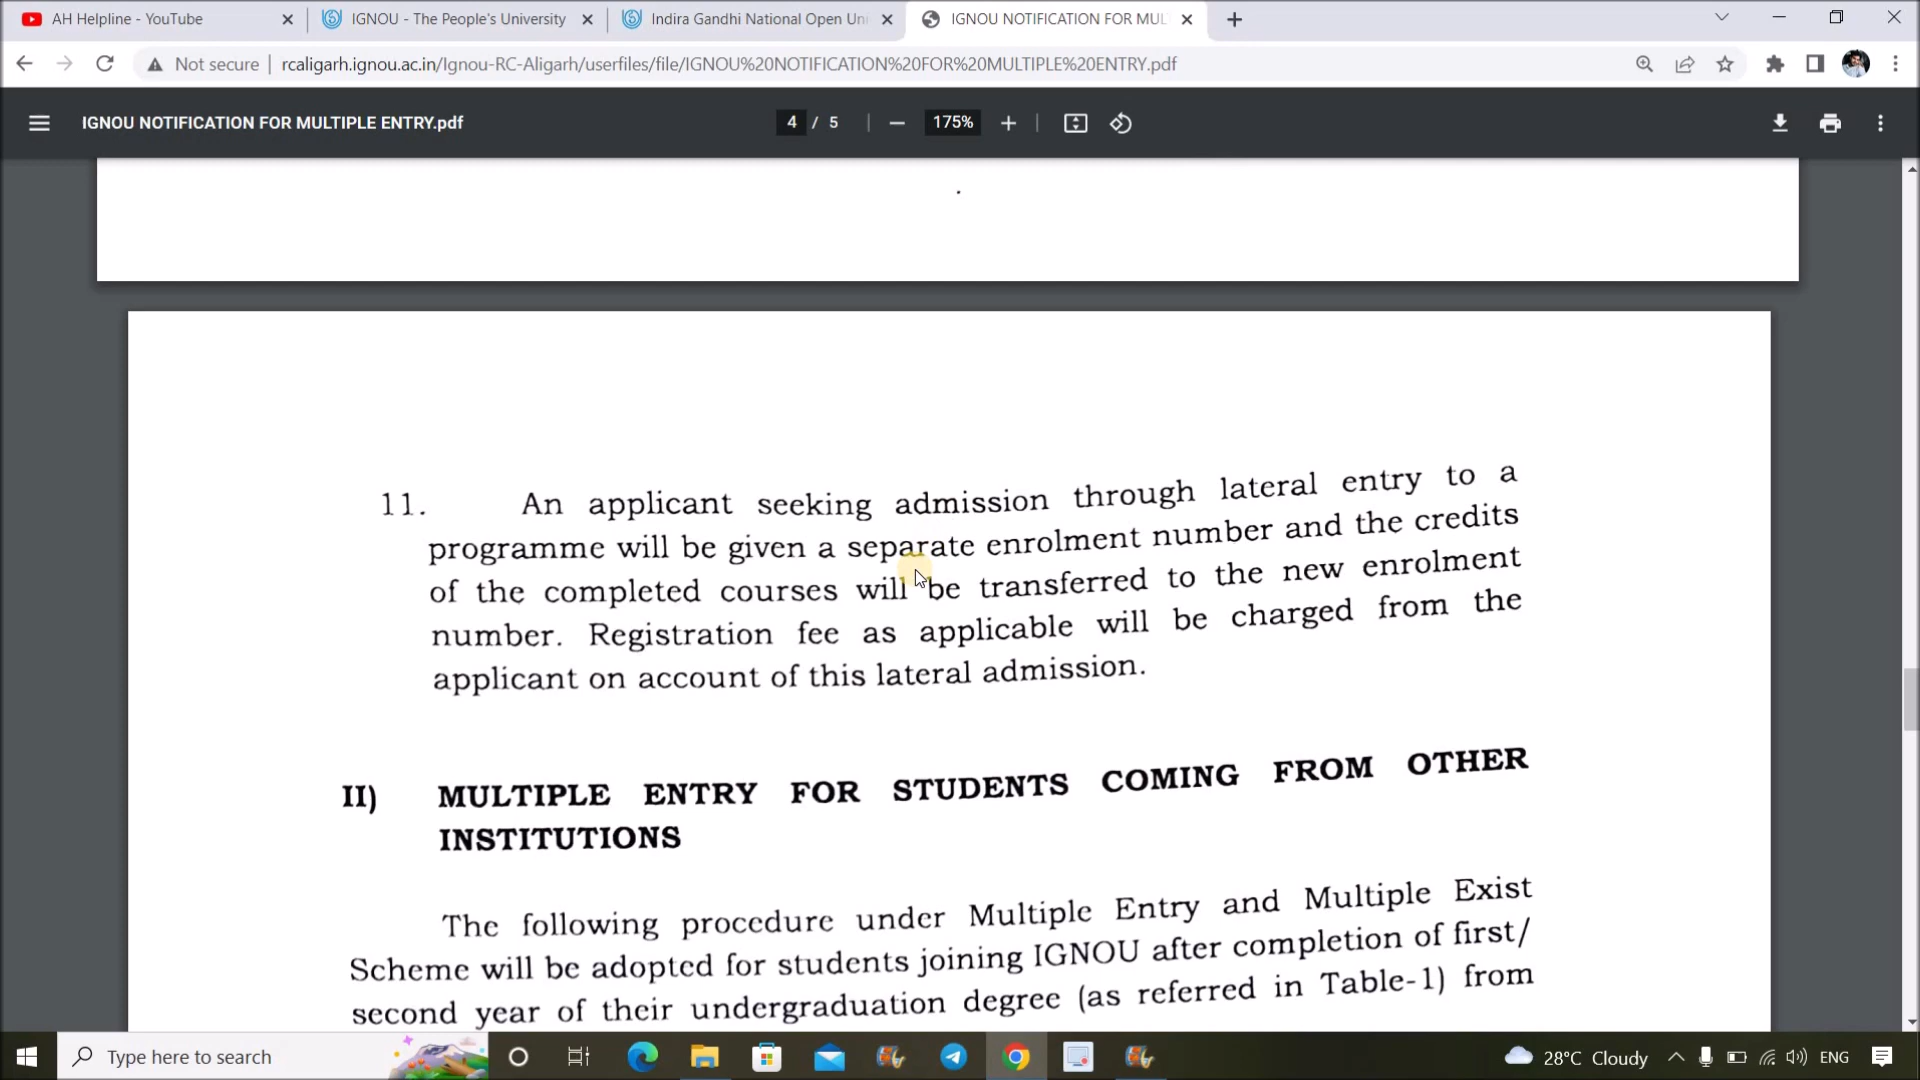 AH Helpline - YouTube
IGNOU - The People's University
Indira Gandhi National Open Uni
IGNOU NOTIFICATION FOR MUL
Not secure
rcaligarh.ignou.ac.in/Ignou-RC-Aligarh/userfiles/file/IGNOU%20NOTIFICATION%20FOR%20MULTIPLE%20ENTRY.pdf
IGNOU NOTIFICATION FOR MULTIPLE ENTRY.pdf
4 / 5
175%
11. An applicant seeking admission through lateral entry to a
programme will be given a separate enrolment number and the credits
of the completed courses will be transferred to the new enrolment
number. Registration fee as applicable will be charged from the
applicant on account of this lateral admission.
II) MULTIPLE ENTRY FOR STUDENTS COMING FROM OTHER
INSTITUTIONS
The following procedure under Multiple Entry and Multiple Exist
Scheme will be adopted for students joining IGNOU after completion of first/
second year of their undergraduation degree (as referred in Table-1) from
Type here to search
28°C Cloudy
ENG